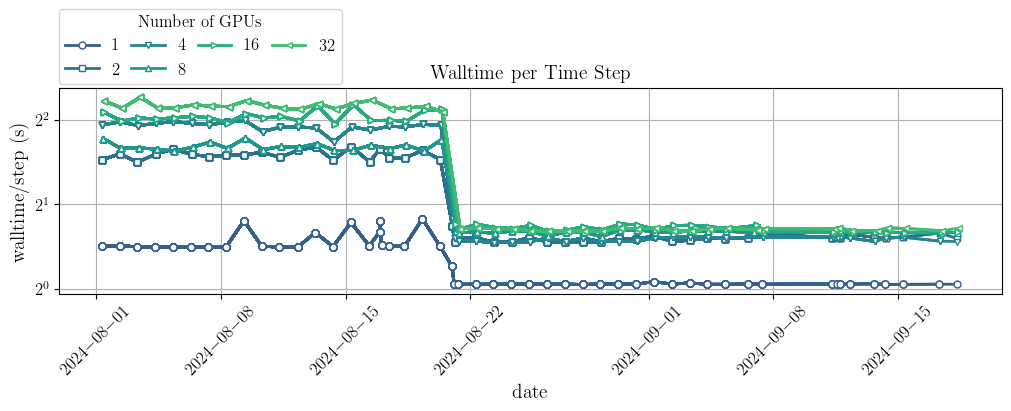 Number of GPUs
1 4 16 32
2 8
Walltime per Time Step
walltime/step (s)
2²
2¹
2⁰
2024−08−01
2024−08−08
2024−08−15
2024−08−22
2024−09−01
2024−09−08
2024−09−15
date